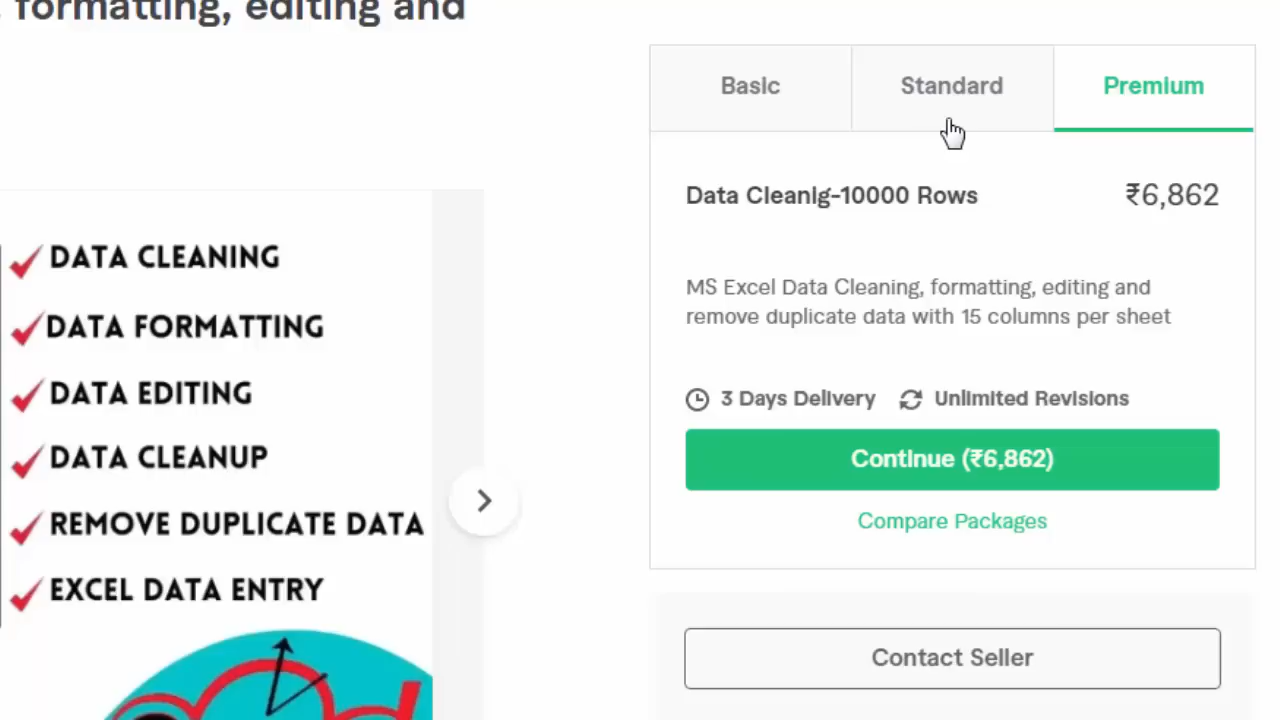 formatting, editing and
Basic
Standard
Premium
Data Cleanig-10000 Rows
₹6,862
MS Excel Data Cleaning, formatting, editing and
remove duplicate data with 15 columns per sheet
3 Days Delivery
Unlimited Revisions
Continue (₹6,862)
Compare Packages
Contact Seller
DATA CLEANING
DATA FORMATTING
DATA EDITING
DATA CLEANUP
REMOVE DUPLICATE DATA
EXCEL DATA ENTRY